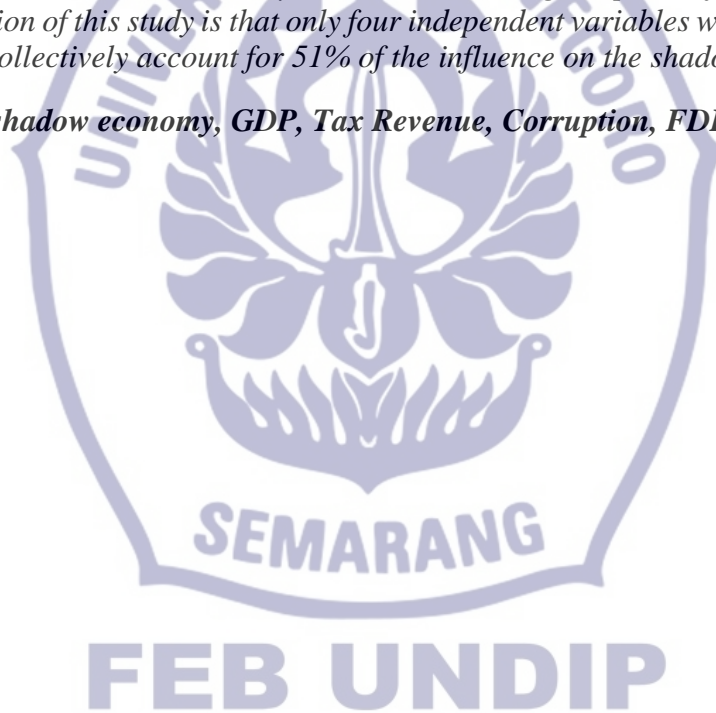 ion of this study is that only four independent variables w
ollectively account for 51% of the influence on the shado
hadow economy, GDP, Tax Revenue, Corruption, FDI
SEMARANG
FEB UNDIP